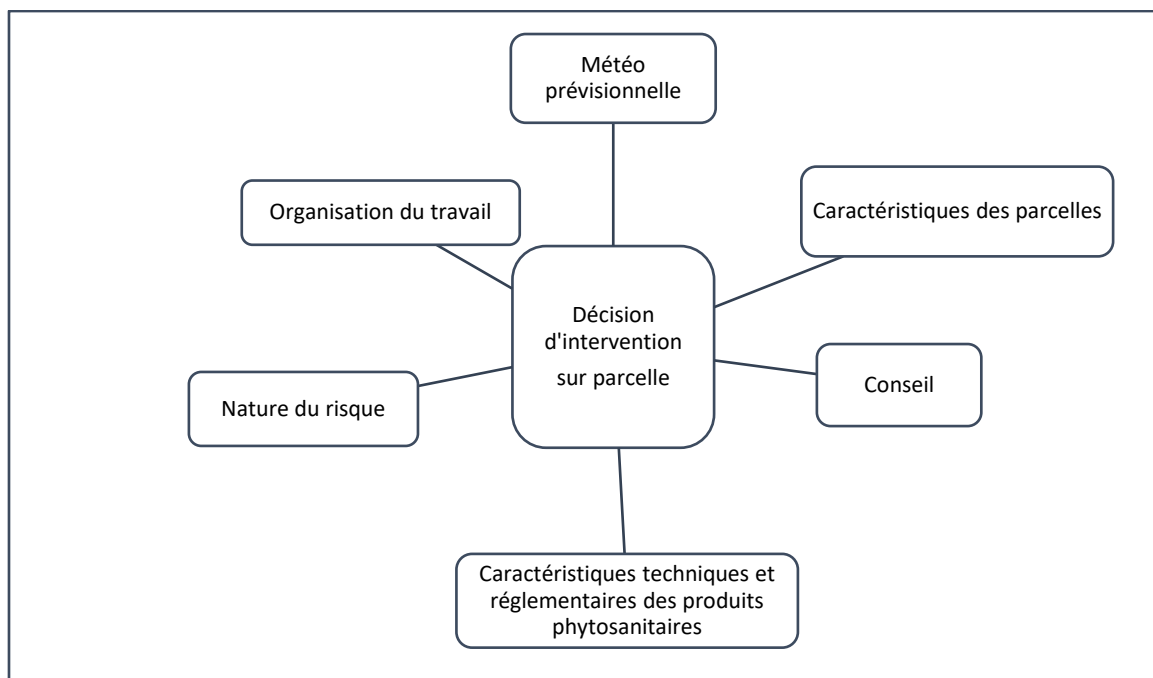 Météo
prévisionnelle
Organisation du travail
Caractéristiques des parcelles
Décision
d'intervention
sur parcelle
Nature du risque
Conseil
Caractéristiques techniques et
réglementaires des produits
phytosanitaires